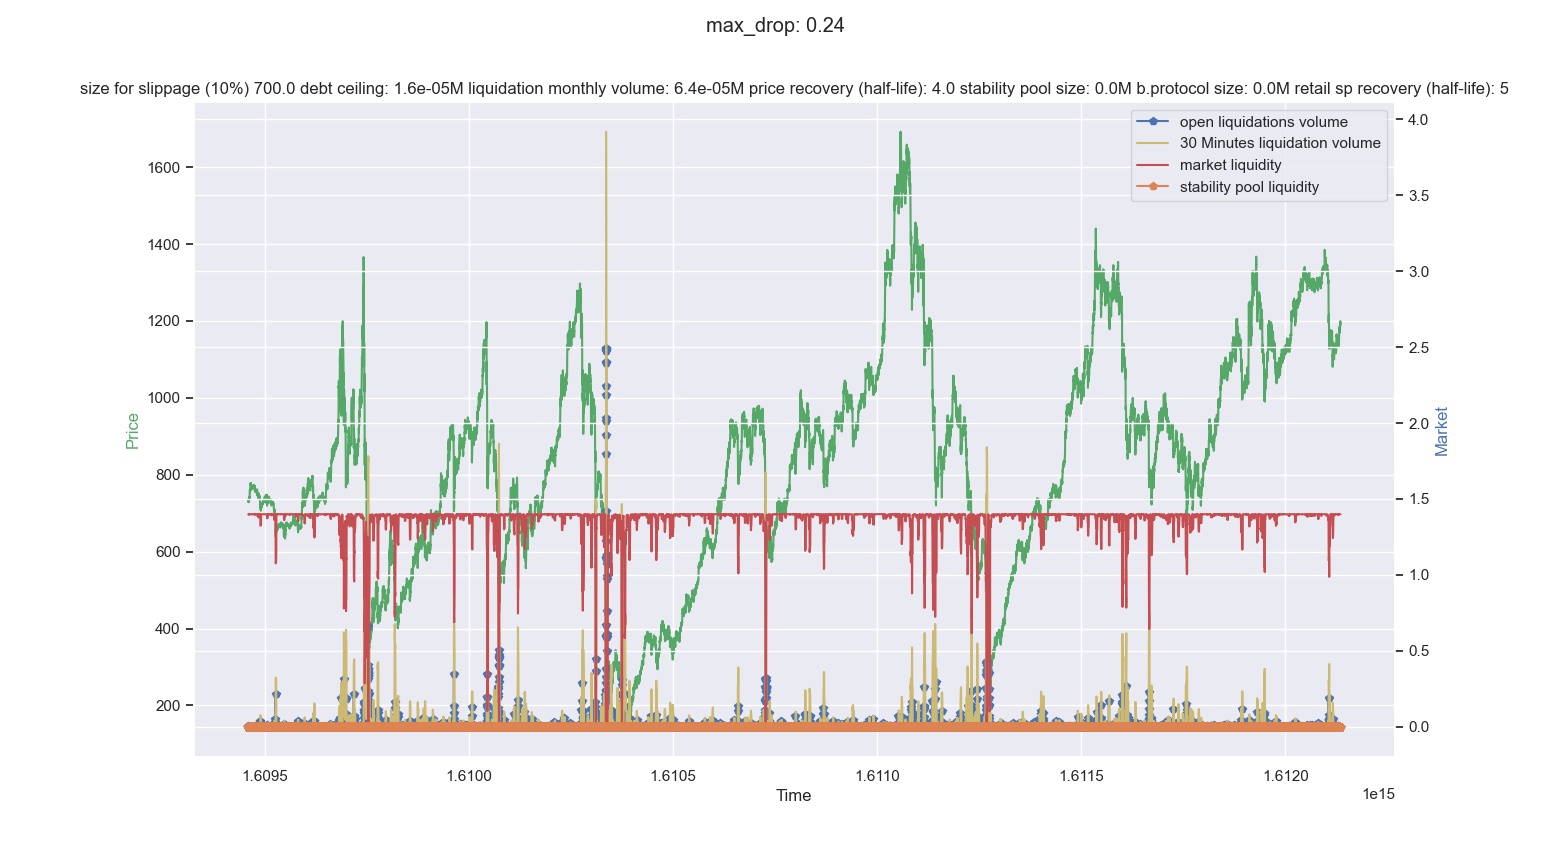 max_drop: 0.24
size for slippage (10%) 700.0 debt ceiling: 1.6e-05M liquidation monthly volume: 6.4e-05M price recovery (half-life): 4.0 stability pool size: 0.0M b.protocol size: 0.0M retail sp recovery (half-life): 5
open liquidations volume
30 Minutes liquidation volume
market liquidity
stability pool liquidity
Price
1600
1400
1200
1000
800
600
400
200
4.0
3.5
3.0
2.5
2.0
1.5
1.0
0.5
0.0
Market
1.6095
1.6100
1.6105
1.6110
1.6115
1.6120
Time
1e15